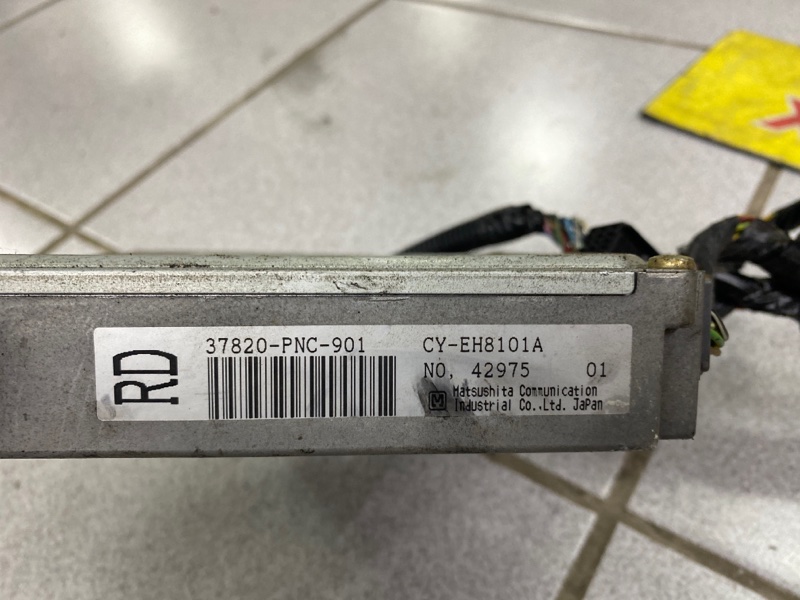 RD
37820-PNC-901
CY-EH8101A
NO, 42975 01
M
Matsushita Communication
Industrial Co.,Ltd. JaPan